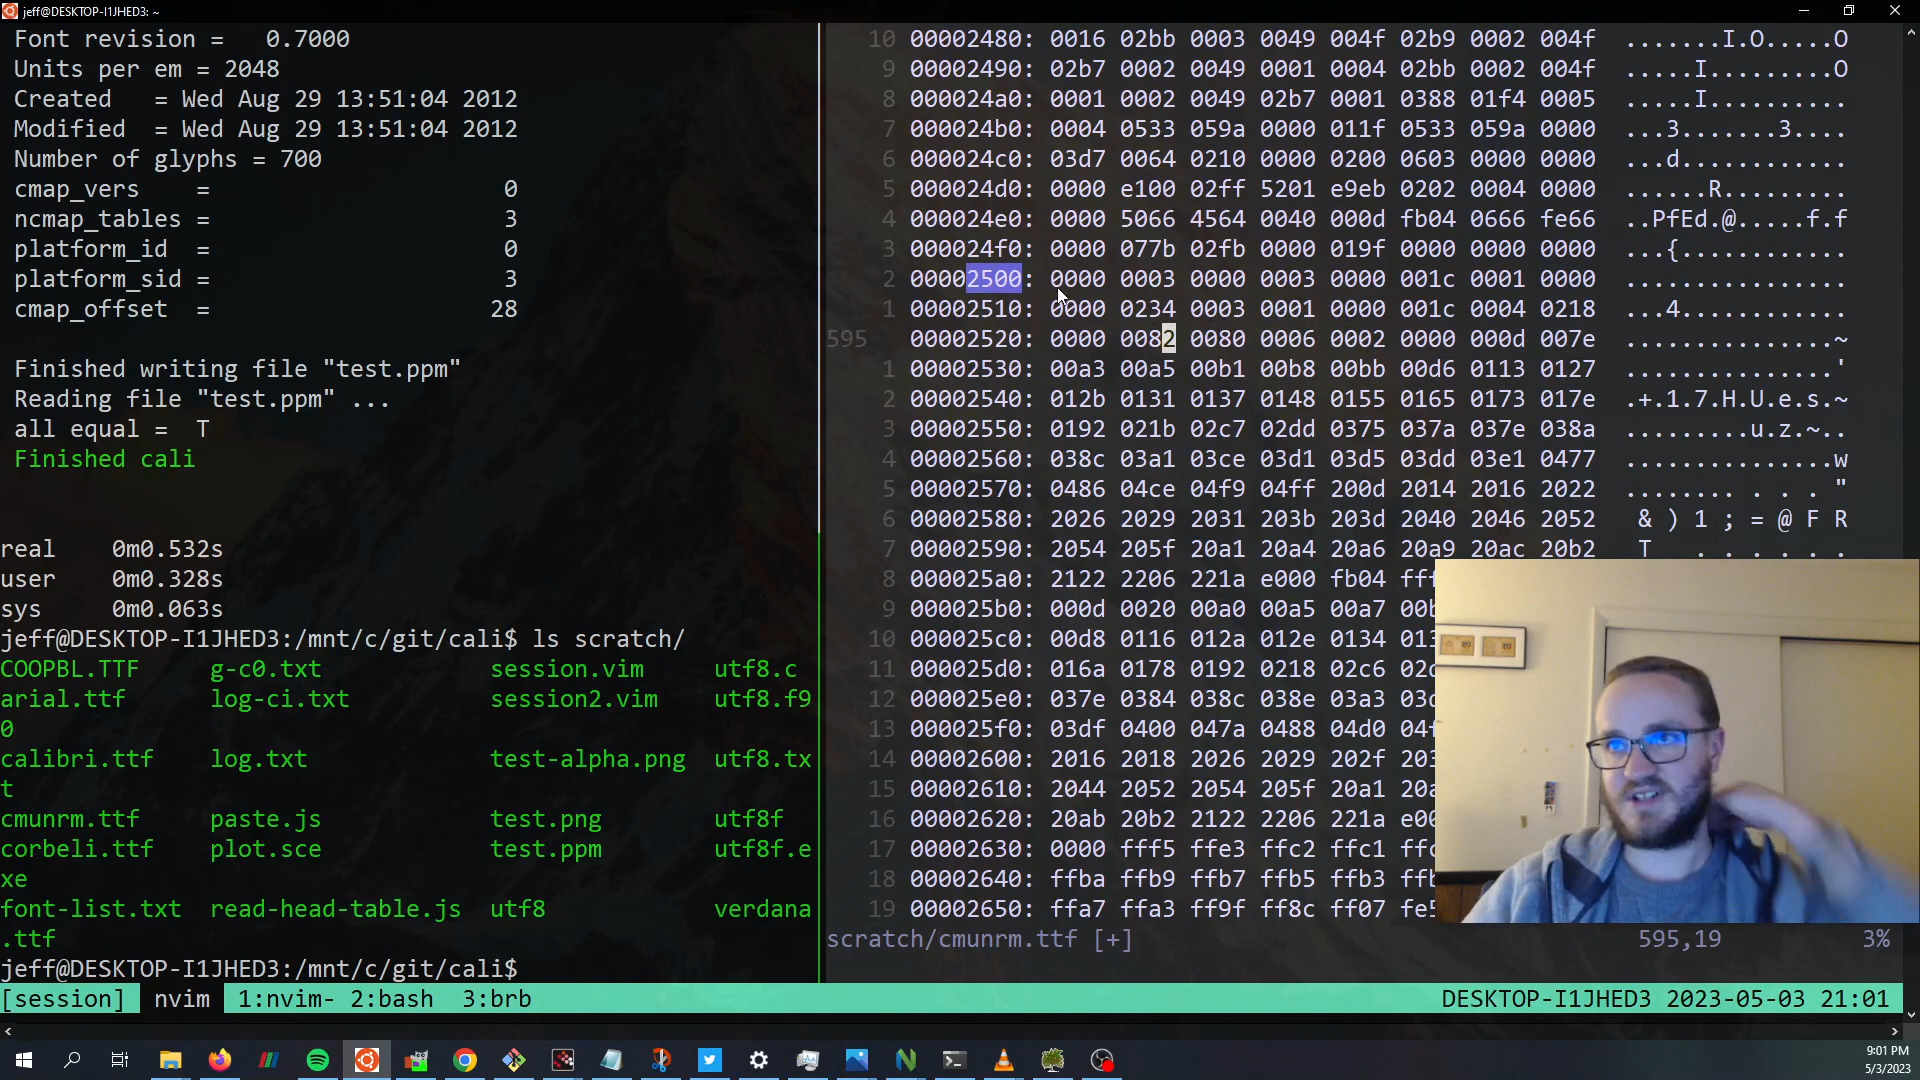 jeff@DESKTOP-I1JHED3: ~
Font revision =   0.7000
Units per em = 2048
Created   = Wed Aug 29 13:51:04 2012
Modified  = Wed Aug 29 13:51:04 2012
Number of glyphs = 700
cmap_vers    =                     0
ncmap_tables =                     3
platform_id  =                     0
platform_sid =                     3
cmap_offset  =                    28
Finished writing file "test.ppm"
Reading file "test.ppm" ...
all equal =  T
Finished cali
real    0m0.532s
user    0m0.328s
sys     0m0.063s
jeff@DESKTOP-I1JHED3:/mnt/c/git/cali$ ls scratch/
COOPBL.TTF     g-c0.txt            session.vim     utf8.c
arial.ttf      log-ci.txt          session2.vim    utf8.f9
0
calibri.ttf    log.txt             test-alpha.png  utf8.tx
t
cmunrm.ttf     paste.js            test.png        utf8f
corbeli.ttf    plot.sce            test.ppm        utf8f.e
xe
font-list.txt  read-head-table.js  utf8            verdana
.ttf
jeff@DESKTOP-I1JHED3:/mnt/c/git/cali$
10 00002480: 0016 02bb 0003 0049 004f 02b9 0002 004f  .......I.O.....O
9 00002490: 02b7 0002 0049 0001 0004 02bb 0002 004f  .....I.........O
8 000024a0: 0001 0002 0049 02b7 0001 0388 01f4 0005  .....I..........
7 000024b0: 0004 0533 059a 0000 011f 0533 059a 0000  ...3.......3....
6 000024c0: 03d7 0064 0210 0000 0200 0603 0000 0000  ...d............
5 000024d0: 0000 e100 02ff 5201 e9eb 0202 0004 0000  ......R.........
4 000024e0: 0000 5066 4564 0040 000d fb04 0666 fe66  ..PfEd.@.....f.f
3 000024f0: 0000 077b 02fb 0000 019f 0000 0000 0000  ...{............
2 00002500: 0000 0003 0000 0003 0000 001c 0001 0000  ................
1 00002510: 0000 0234 0003 0001 0000 001c 0004 0218  ...4............
595 00002520: 0000 0082 0080 0006 0002 0000 000d 007e  ...............~
1 00002530: 00a3 00a5 00b1 00b8 00bb 00d6 0113 0127  ...............'
2 00002540: 012b 0131 0137 0148 0155 0165 0173 017e  .+.1.7.H.U.e.s.~
3 00002550: 0192 021b 02c7 02dd 0375 037a 037e 038a  .........u.z.~..
4 00002560: 038c 03a1 03ce 03d1 03d5 03dd 03e1 0477  ...............w
5 00002570: 0486 04ce 04f9 04ff 200d 2014 2016 2022  ........ . . . "
6 00002580: 2026 2029 2031 203b 203d 2040 2046 2052   & ) 1 ; = @ F R
7 00002590: 2054 205f 20a1 20a4 20a6 20a9 20ac 20b2   T . . . . . .
8 000025a0: 2122 2206 221a e000 fb04 fff
9 000025b0: 000d 0020 00a0 00a5 00a7 00b
10 000025c0: 00d8 0116 012a 012e 0134 013
11 000025d0: 016a 0178 0192 0218 02c6 02d
12 000025e0: 037e 0384 038c 038e 03a3 03d
13 000025f0: 03df 0400 047a 0488 04d0 04f
14 00002600: 2016 2018 2026 2029 202f 203
15 00002610: 2044 2052 2054 205f 20a1 20a
16 00002620: 20ab 20b2 2122 2206 221a e00
17 00002630: 0000 fff5 ffe3 ffc2 ffc1 ffc
18 00002640: ffba ffb9 ffb7 ffb5 ffb3 ffb
19 00002650: ffa7 ffa3 ff9f ff8c ff07 fe5
scratch/cmunrm.ttf [+]    595,19    3%
[session]  nvim  1:nvim- 2:bash  3:brb    DESKTOP-I1JHED3 2023-05-03 21:01
9:01 PM
5/3/2023